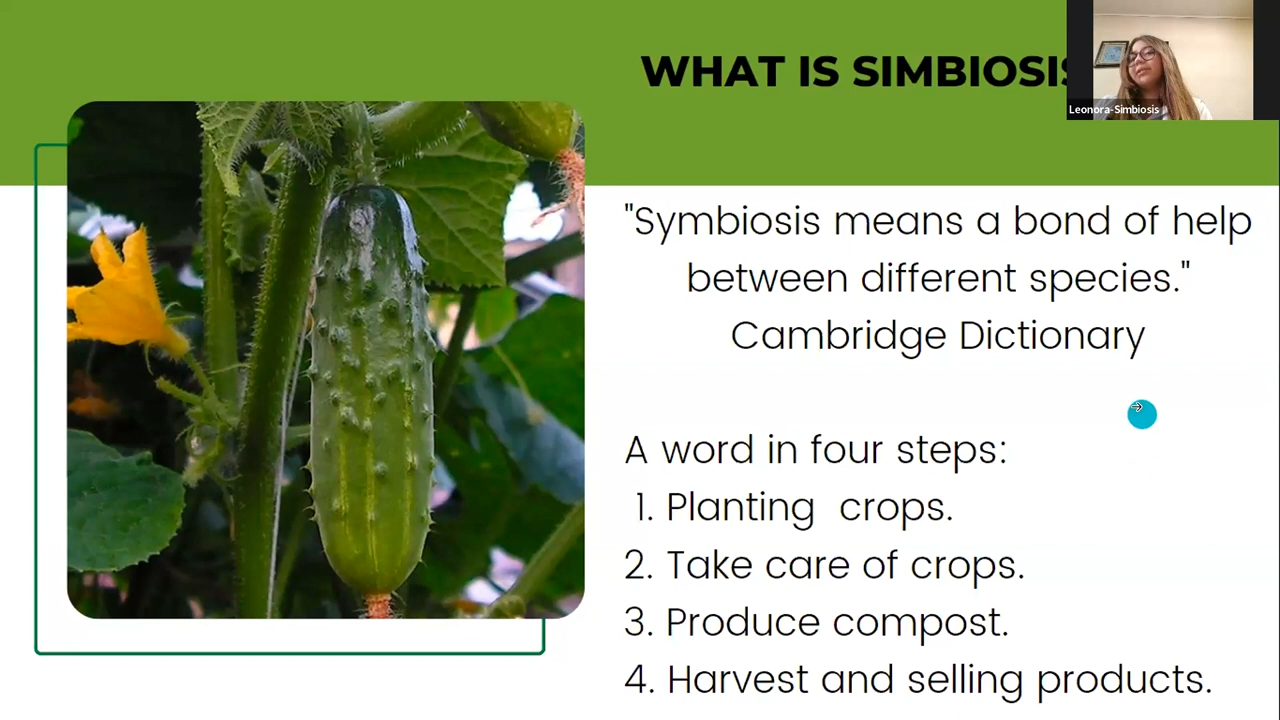 WHAT IS SIMBIOSIS
Leonora-Simbiosis
"Symbiosis means a bond of help
between different species."
Cambridge Dictionary
A word in four steps:
1. Planting crops.
2. Take care of crops.
3. Produce compost.
4. Harvest and selling products.